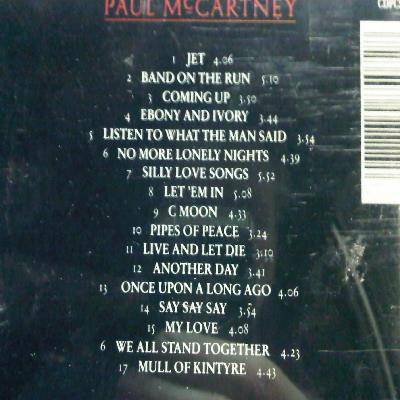 PAUL McCARTNEY
CDPCS
1 JET 4.06
2 BAND ON THE RUN 5.10
3 COMING UP 3.50
4 EBONY AND IVORY 3.44
5 LISTEN TO WHAT THE MAN SAID 3.54
6 NO MORE LONELY NIGHTS 4.39
7 SILLY LOVE SONGS 5.52
8 LET 'EM IN 5.08
9 C MOON 4.33
10 PIPES OF PEACE 3.24
11 LIVE AND LET DIE 3:10
12 ANOTHER DAY 3.41
13 ONCE UPON A LONG AGO 4.06
14 SAY SAY SAY 3.54
15 MY LOVE 4.08
6 WE ALL STAND TOGETHER 4.23
17 MULL OF KINTYRE 4.43